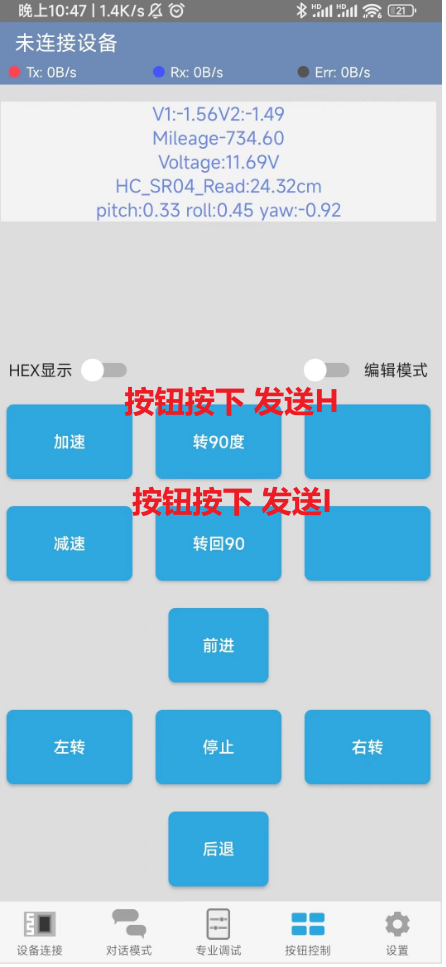 晚上10:47 | 1.4K/s
HD HD 21
未连接设备
Tx: 0B/s Rx: 0B/s Err: 0B/s
V1:-1.56V2:-1.49
Mileage-734.60
Voltage:11.69V
HC_SR04_Read:24.32cm
pitch:0.33 roll:0.45 yaw:-0.92
HEX显示 编辑模式
按钮按下 发送H
加速 转90度
按钮按下 发送I
减速 转回90
前进
左转 停止 右转
后退
设备连接 对话模式 专业调试 按钮控制 设置